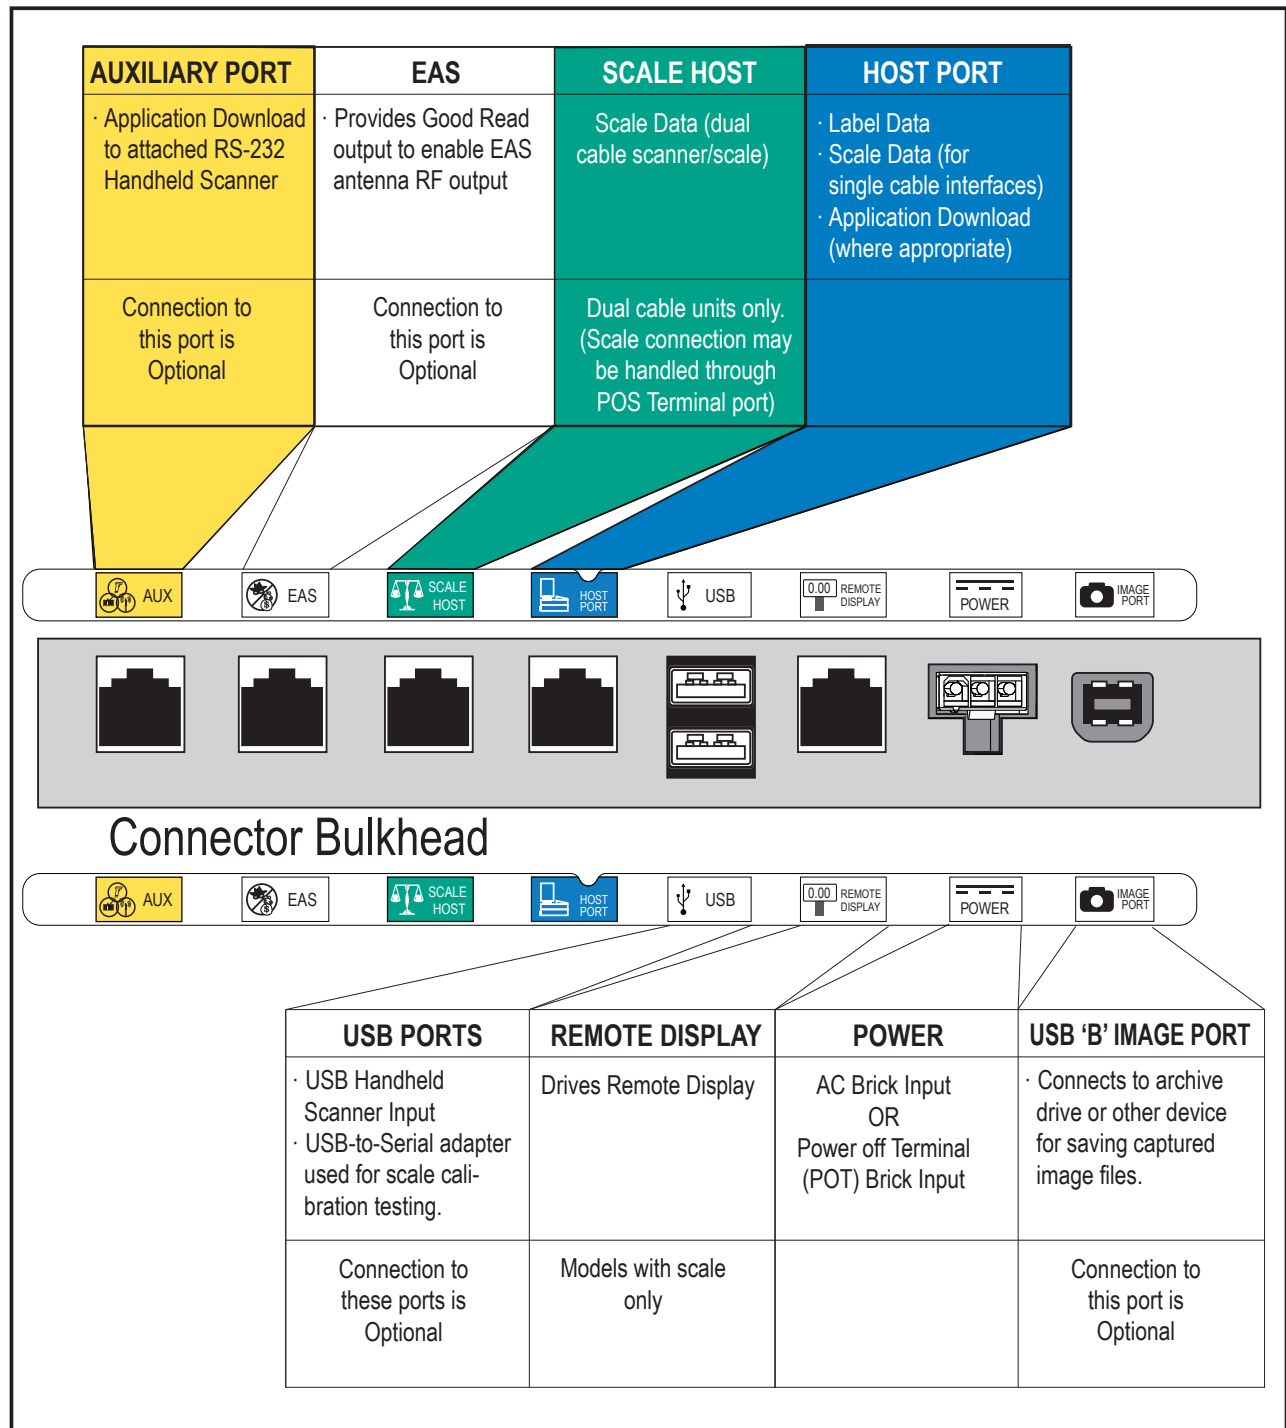 AUXILIARY PORT
· Application Download
to attached RS-232
Handheld Scanner
Connection to
this port is
Optional
EAS
· Provides Good Read
output to enable EAS
antenna RF output
Connection to
this port is
Optional
SCALE HOST
Scale Data (dual
cable scanner/scale)
Dual cable units only.
(Scale connection may
be handled through
POS Terminal port)
HOST PORT
· Label Data
· Scale Data (for
single cable interfaces)
· Application Download
(where appropriate)
AUX
EAS
SCALE
HOST
HOST
PORT
USB
0.00
REMOTE
DISPLAY
POWER
IMAGE
PORT
Connector Bulkhead
AUX
EAS
SCALE
HOST
HOST
PORT
USB
0.00
REMOTE
DISPLAY
POWER
IMAGE
PORT
USB PORTS
· USB Handheld
Scanner Input
· USB-to-Serial adapter
used for scale cali-
bration testing.
Connection to
these ports is
Optional
REMOTE DISPLAY
Drives Remote Display
Models with scale
only
POWER
AC Brick Input
OR
Power off Terminal
(POT) Brick Input
USB ‘B’ IMAGE PORT
· Connects to archive
drive or other device
for saving captured
image files.
Connection to
this port is
Optional